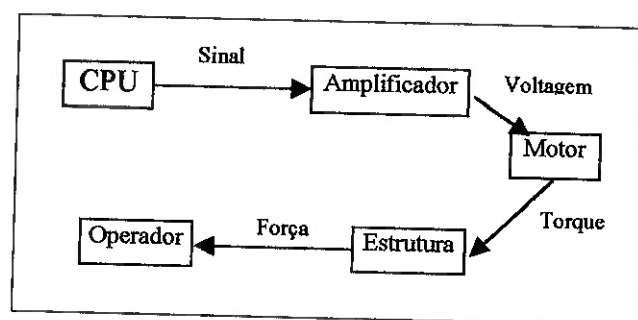 Sinal
CPU
Amplificador
Voltagem
Motor
Torque
Operador
Força
Estrutura